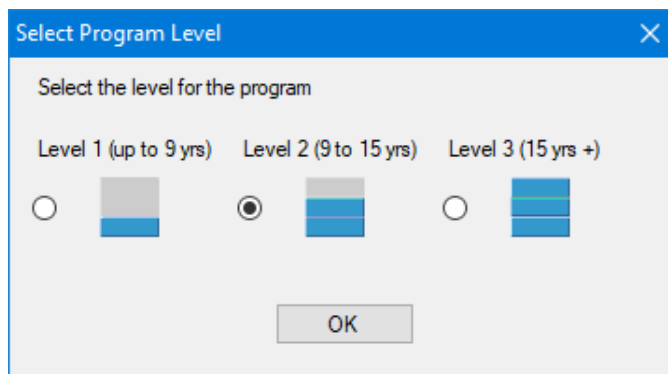 Select Program Level
Select the level for the program
Level 1 (up to 9 yrs) Level 2 (9 to 15 yrs) Level 3 (15 yrs +)
OK